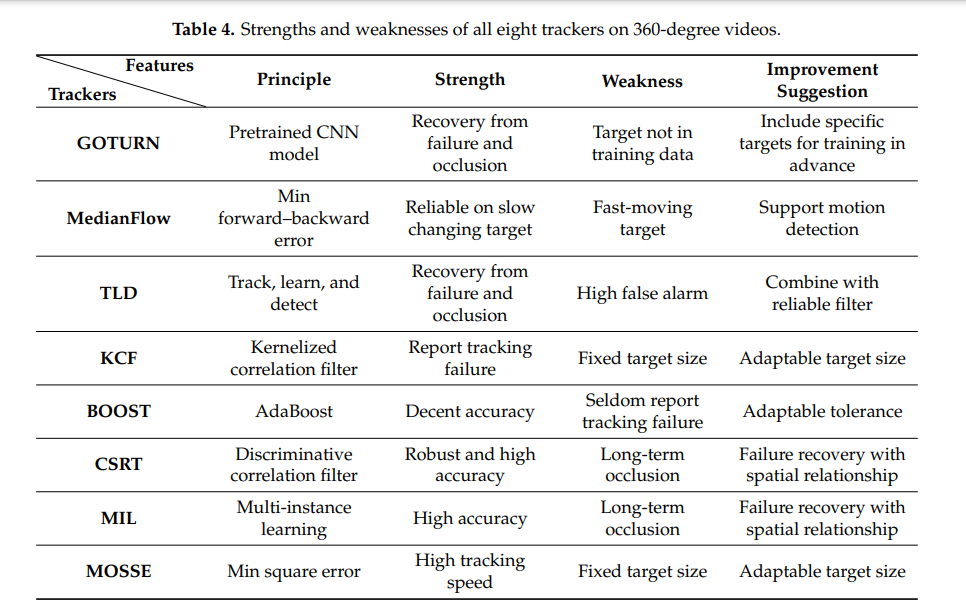 Table 4. Strengths and weaknesses of all eight trackers on 360-degree videos.
Features
Trackers
Principle
Strength
Weakness
Improvement
Suggestion
GOTURN
Pretrained CNN
model
Recovery from
failure and
occlusion
Target not in
training data
Include specific
targets for training in
advance
MedianFlow
Min
forward–backward
error
Reliable on slow
changing target
Fast-moving
target
Support motion
detection
TLD
Track, learn, and
detect
Recovery from
failure and
occlusion
High false alarm
Combine with
reliable filter
KCF
Kernelized
correlation filter
Report tracking
failure
Fixed target size
Adaptable target size
BOOST
AdaBoost
Decent accuracy
Seldom report
tracking failure
Adaptable tolerance
CSRT
Discriminative
correlation filter
Robust and high
accuracy
Long-term
occlusion
Failure recovery with
spatial relationship
MIL
Multi-instance
learning
High accuracy
Long-term
occlusion
Failure recovery with
spatial relationship
MOSSE
Min square error
High tracking
speed
Fixed target size
Adaptable target size